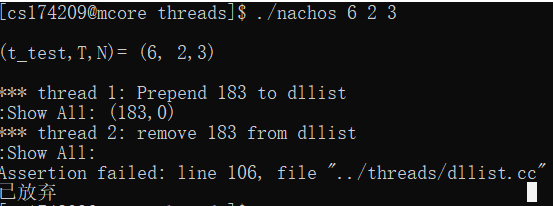 [cs174209@mcore threads]$ ./nachos 6 2 3
(t_test,T,N)= (6, 2,3)
*** thread 1: Prepend 183 to dllist
:Show All: (183,0)
*** thread 2: remove 183 from dllist
:Show All:
Assertion failed: line 106, file "../threads/dllist.cc"
已放弃